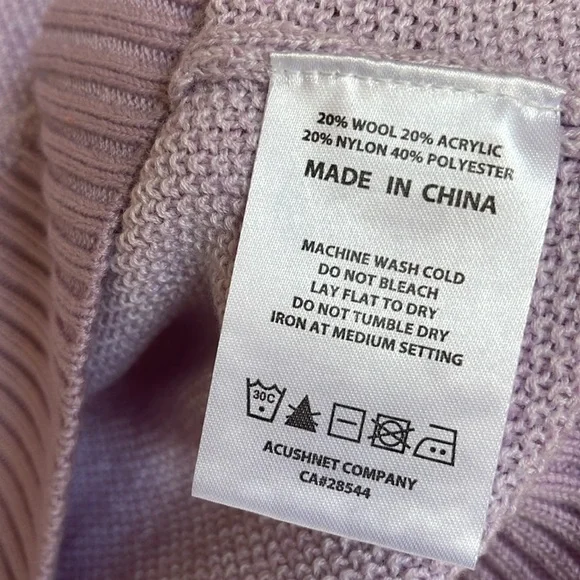 20% WOOL 20% ACRYLIC
20% NYLON 40% POLYESTER
MADE IN CHINA
MACHINE WASH COLD
DO NOT BLEACH
LAY FLAT TO DRY
DO NOT TUMBLE DRY
IRON AT MEDIUM SETTING
30C
ACUSHNET COMPANY
CA#28544